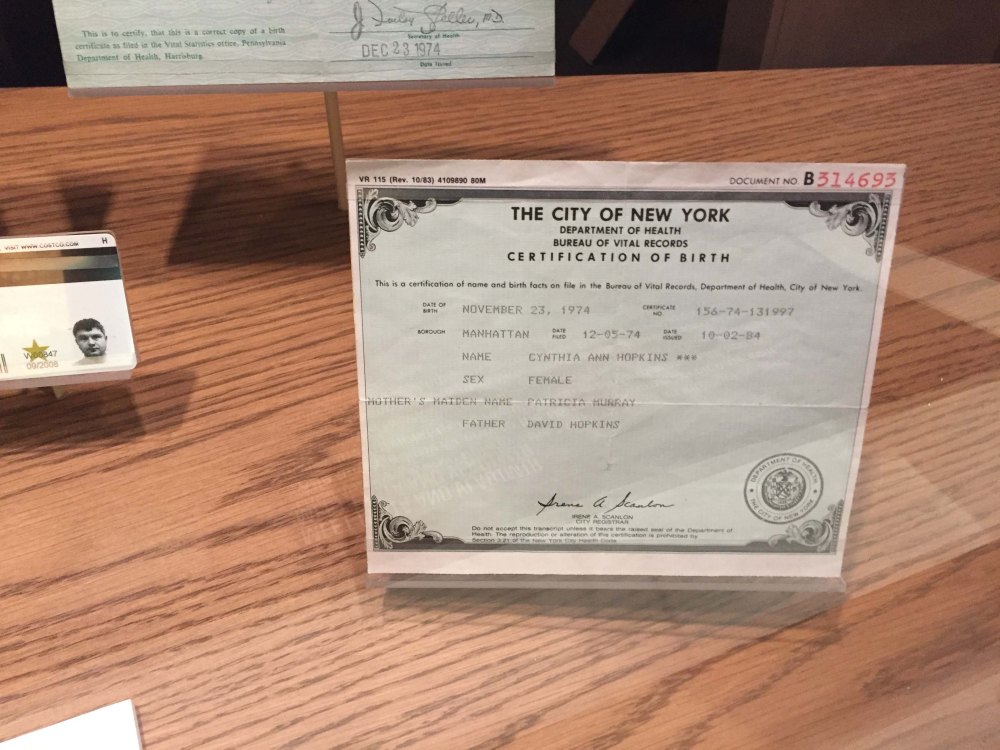 J
M.D.
Secretary of Health
This is to certify, that this is a correct copy of a birth
certificate as filed in the Vital Statistics office, Pennsylvania
Department of Health, Harrisburg.
DEC 23 1974
Date Issued
VR 115 (Rev. 10/83) 4109890 80M
DOCUMENT NO. B314693
THE CITY OF NEW YORK
DEPARTMENT OF HEALTH
BUREAU OF VITAL RECORDS
CERTIFICATION OF BIRTH
This is a certification of name and birth facts on file in the Bureau of Vital Records, Department of Health, City of New York.
DATE OF BIRTH NOVEMBER 23, 1974 CERTIFICATE NO. 156-74-131997
BOROUGH MANHATTAN DATE FILED 12-05-74 DATE ISSUED 10-02-84
NAME CYNTHIA ANN HOPKINS ***
SEX FEMALE
MOTHER'S MAIDEN NAME PATRICIA MURRAY
FATHER DAVID HOPKINS
Irene A. Scanlon
IRENE A. SCANLON
CITY REGISTRAR
DEPARTMENT OF HEALTH
THE CITY OF NEW YORK
Do not accept this transcript unless it bears the raised seal of the Department of
Health. The reproduction or alteration of this certification is prohibited by
Section 3.21 of the New York City Health Code.
VISIT WWW.COSTCO.COM H
09/2008